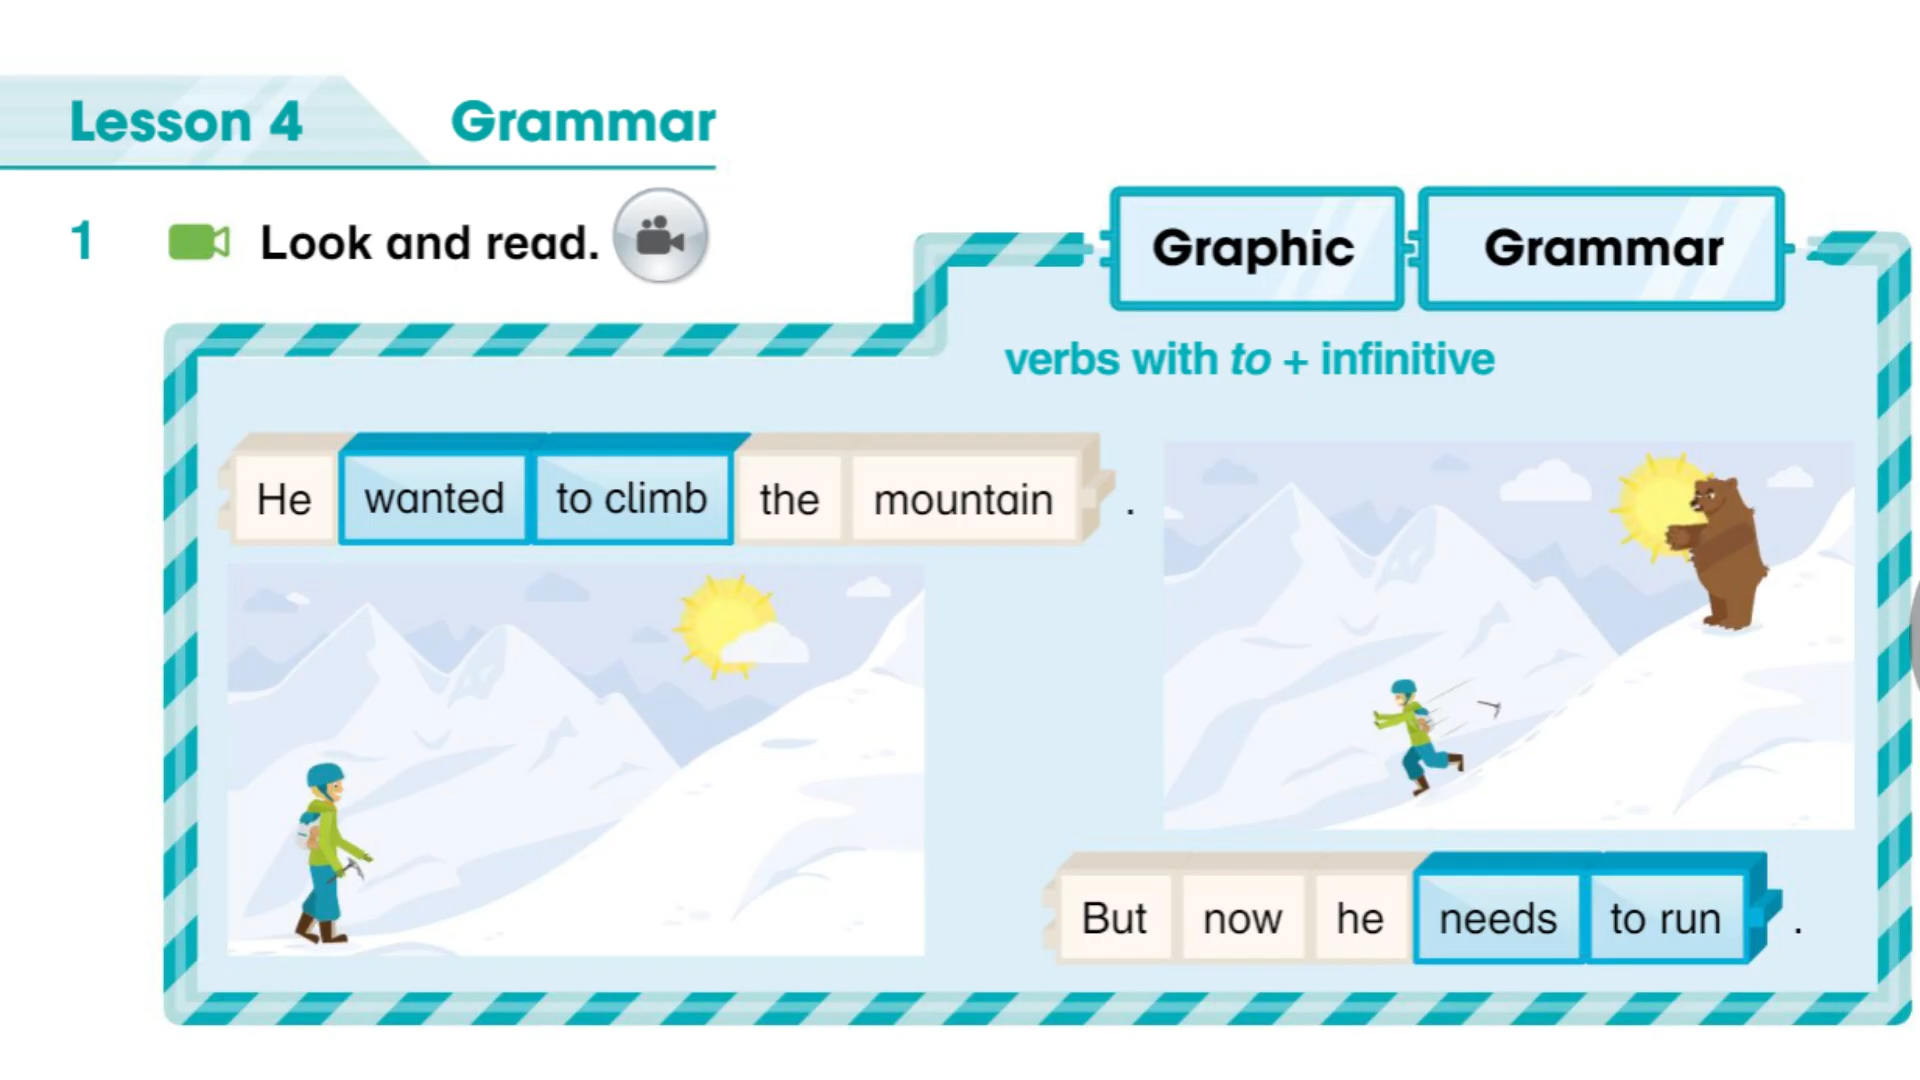 Lesson 4 Grammar
1 Look and read.
Graphic Grammar
verbs with to + infinitive
He wanted to climb the mountain .
But now he needs to run .